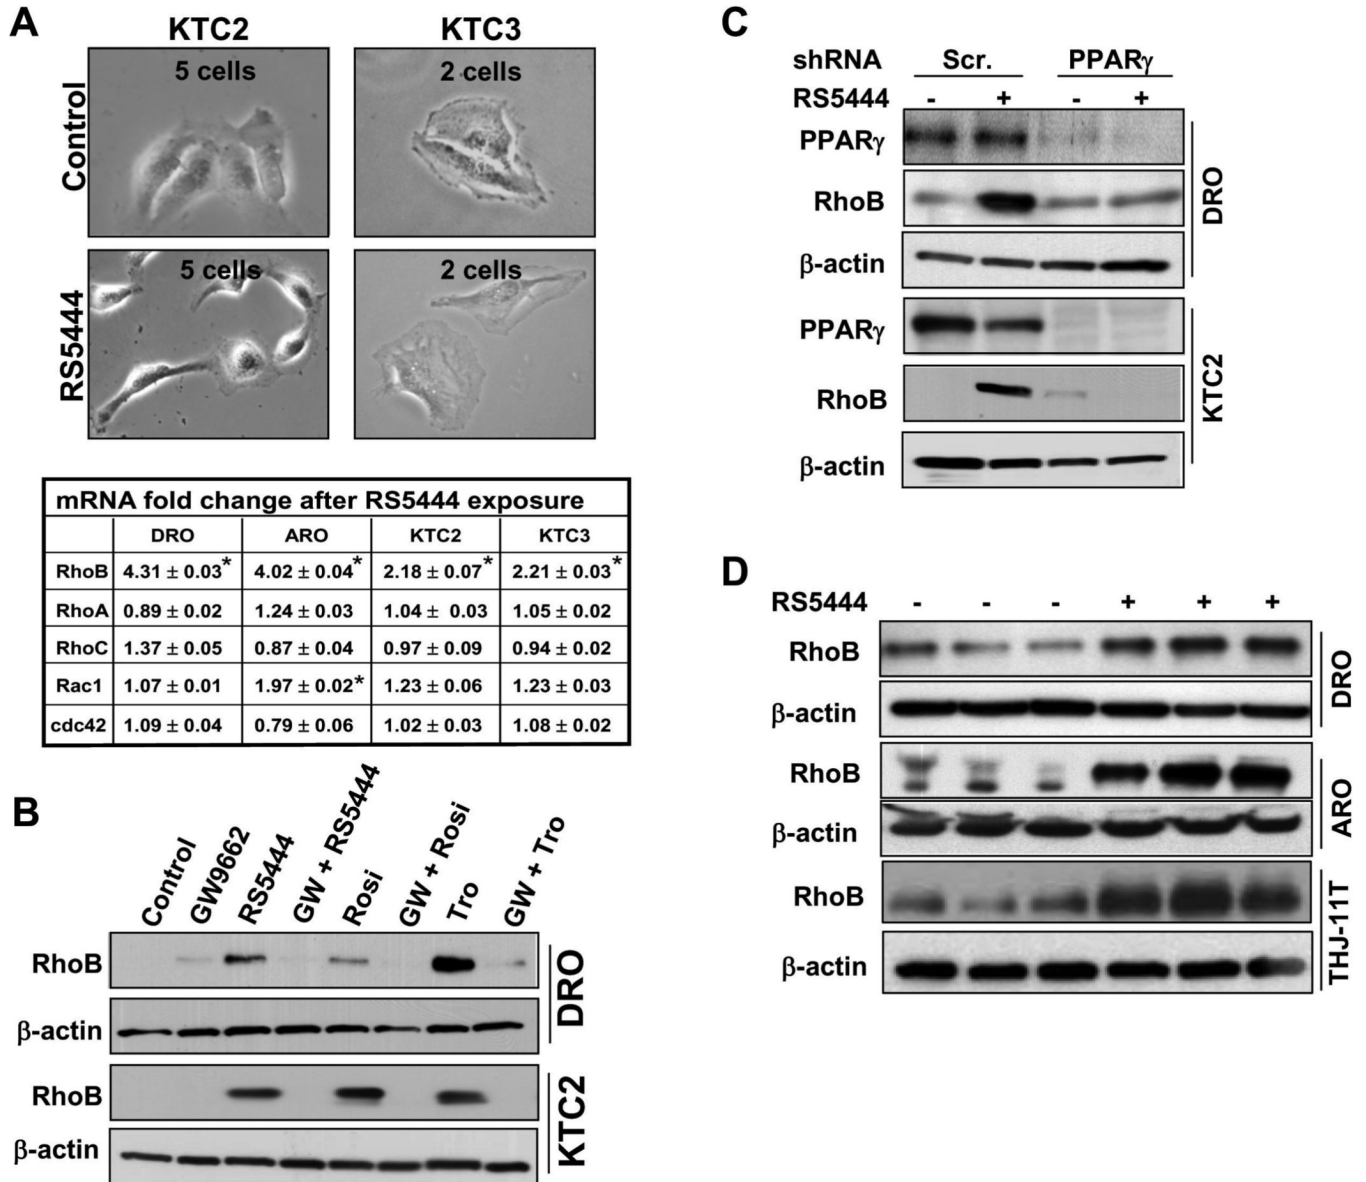 A
KTC2
KTC3
Control
5 cells
2 cells
RS5444
5 cells
2 cells
mRNA fold change after RS5444 exposure
DRO ARO KTC2 KTC3
RhoB 4.31 ± 0.03* 4.02 ± 0.04* 2.18 ± 0.07* 2.21 ± 0.03*
RhoA 0.89 ± 0.02 1.24 ± 0.03 1.04 ± 0.03 1.05 ± 0.02
RhoC 1.37 ± 0.05 0.87 ± 0.04 0.97 ± 0.09 0.94 ± 0.02
Rac1 1.07 ± 0.01 1.97 ± 0.02* 1.23 ± 0.06 1.23 ± 0.03
cdc42 1.09 ± 0.04 0.79 ± 0.06 1.02 ± 0.03 1.08 ± 0.02
B
Control
GW9662
RS5444
GW + RS5444
Rosi
GW + Rosi
Tro
GW + Tro
RhoB
β-actin
DRO
RhoB
β-actin
KTC2
C
shRNA Scr. PPARγ
RS5444 - + - +
PPARγ
RhoB
β-actin
DRO
PPARγ
RhoB
β-actin
KTC2
D
RS5444 - - - + + +
RhoB
β-actin
DRO
RhoB
β-actin
ARO
RhoB
β-actin
THJ-11T